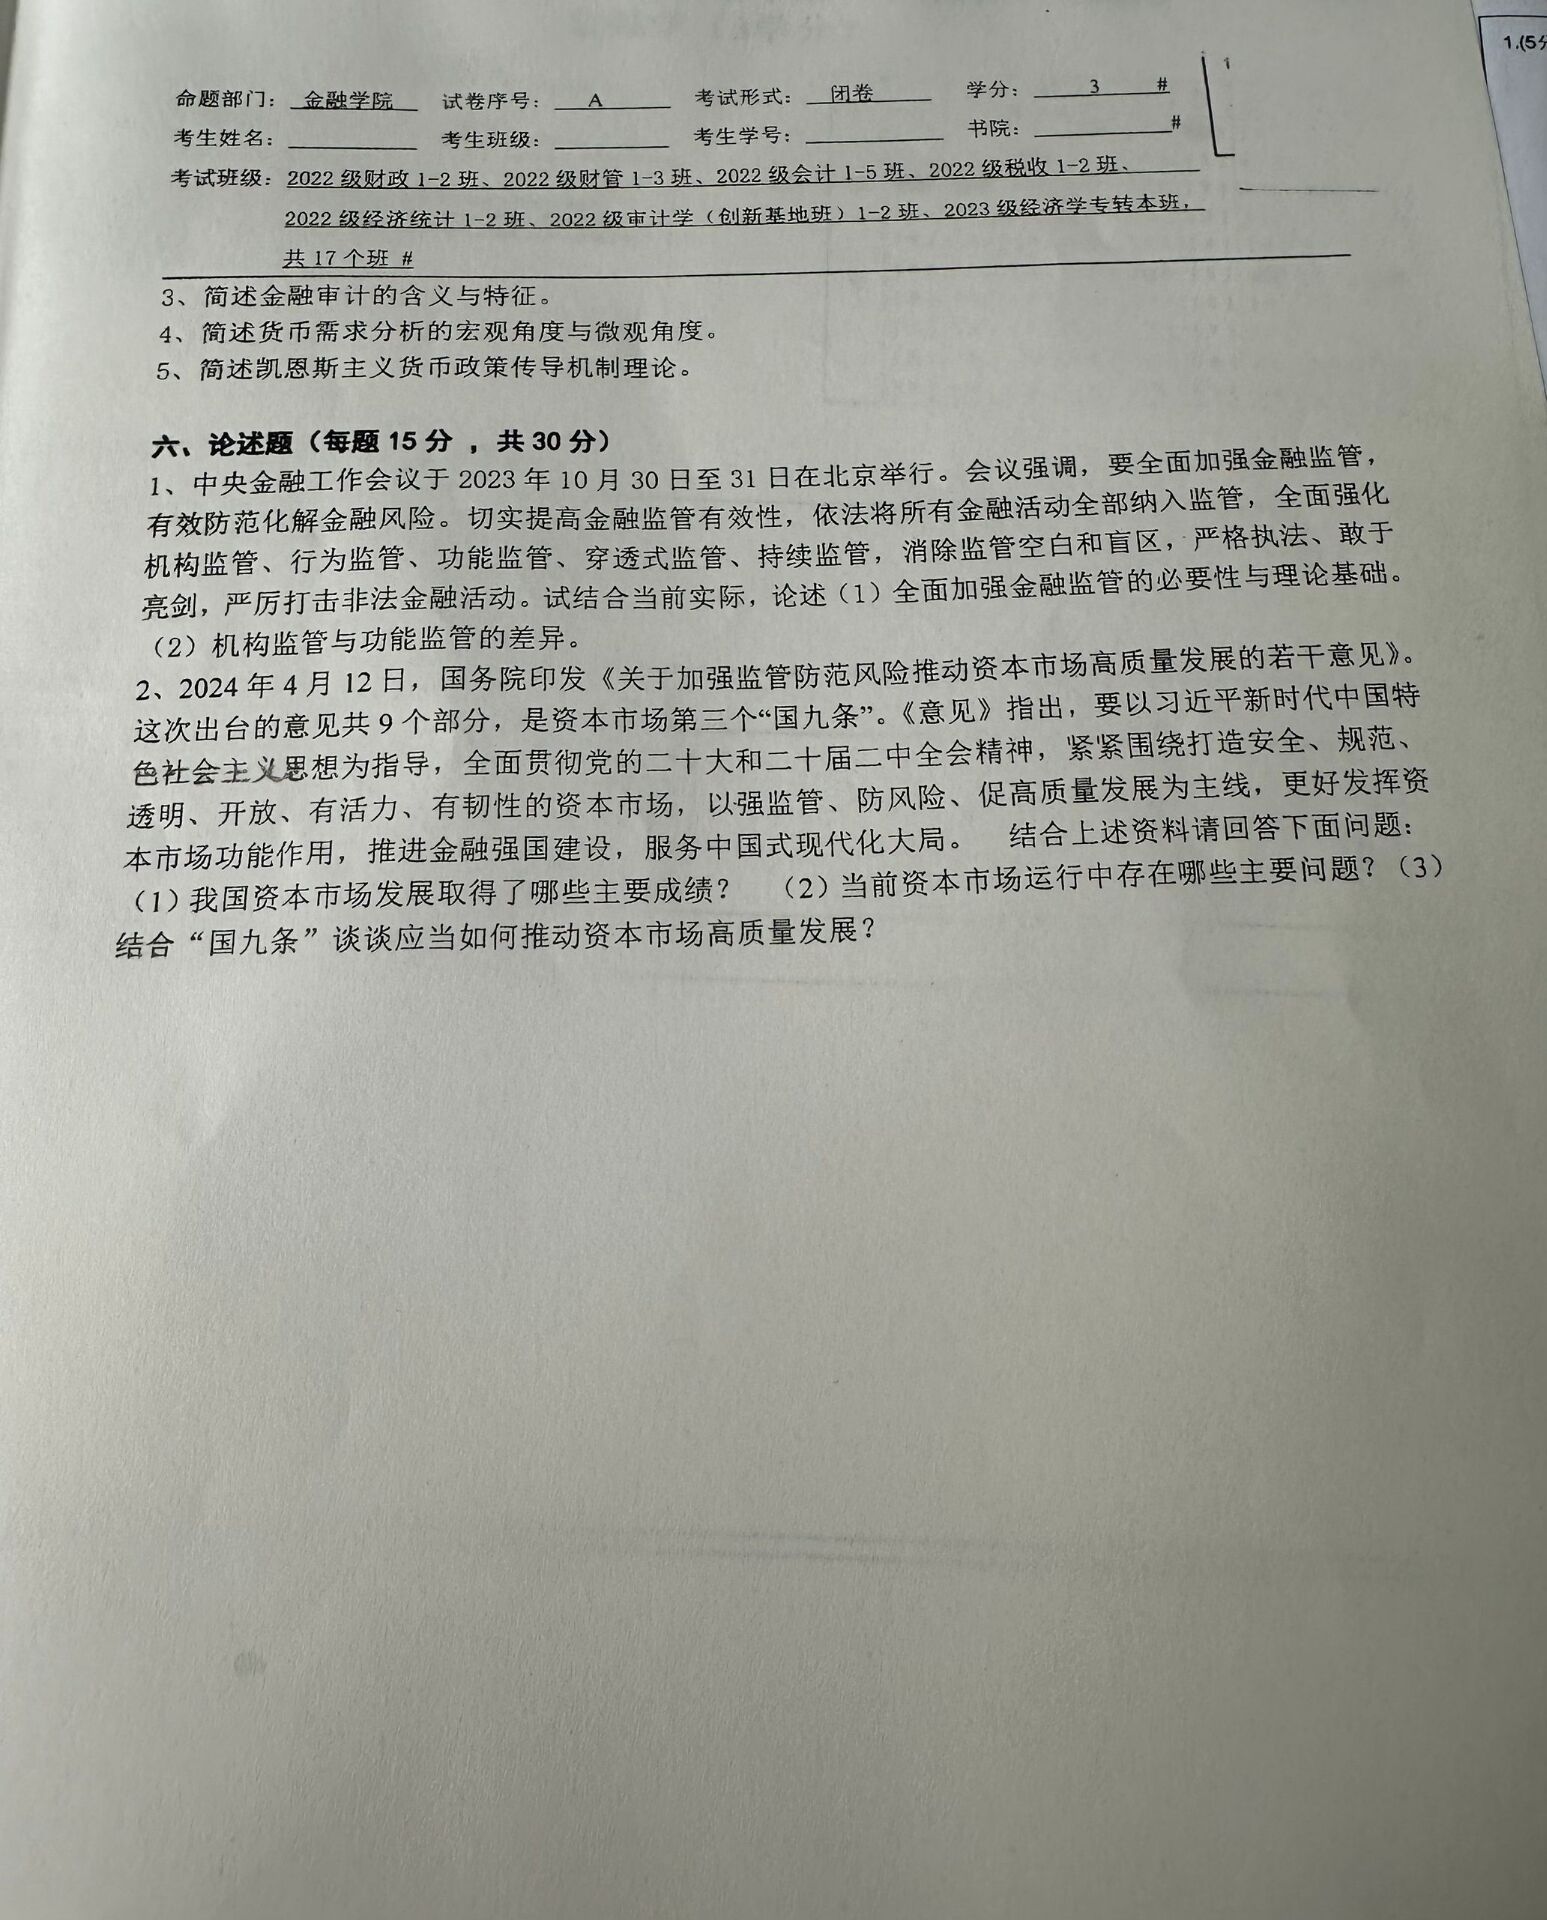 1.(5分
命题部门： 金融学院 试卷序号： A 考试形式： 闭卷 学分： 3 #
考生姓名： 考生班级： 考生学号： 书院： #
考试班级：2022 级财政 1-2 班、2022 级财管 1-3 班、2022 级会计 1-5 班、2022 级税收 1-2 班、
2022 级经济统计 1-2 班、2022 级审计学（创新基地班）1-2 班、2023 级经济学专转本班，
共 17 个班 #
3、简述金融审计的含义与特征。
4、简述货币需求分析的宏观角度与微观角度。
5、简述凯恩斯主义货币政策传导机制理论。
六、论述题（每题 15 分 ，共 30 分）
1、中央金融工作会议于 2023 年 10 月 30 日至 31 日在北京举行。会议强调，要全面加强金融监管，
有效防范化解金融风险。切实提高金融监管有效性，依法将所有金融活动全部纳入监管，全面强化
机构监管、行为监管、功能监管、穿透式监管、持续监管，消除监管空白和盲区，严格执法、敢于
亮剑，严厉打击非法金融活动。试结合当前实际，论述（1）全面加强金融监管的必要性与理论基础。
（2）机构监管与功能监管的差异。
2、2024 年 4 月 12 日，国务院印发《关于加强监管防范风险推动资本市场高质量发展的若干意见》。
这次出台的意见共 9 个部分，是资本市场第三个“国九条”。《意见》指出，要以习近平新时代中国特
色社会主义思想为指导，全面贯彻党的二十大和二十届二中全会精神，紧紧围绕打造安全、规范、
透明、开放、有活力、有韧性的资本市场，以强监管、防风险、促高质量发展为主线，更好发挥资
本市场功能作用，推进金融强国建设，服务中国式现代化大局。 结合上述资料请回答下面问题：
（1）我国资本市场发展取得了哪些主要成绩？ （2）当前资本市场运行中存在哪些主要问题？（3）
结合“国九条”谈谈应当如何推动资本市场高质量发展？